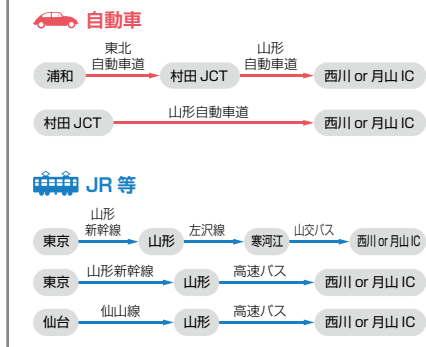 自動車
東北
自動車道
山形
自動車道
浦和
村田 JCT
西川 or 月山 IC
山形自動車道
村田 JCT
西川 or 月山 IC
JR 等
山形
新幹線
左沢線
山交バス
東京
山形
寒河江
西川 or 月山 IC
山形新幹線
高速バス
東京
山形
西川 or 月山 IC
仙山線
高速バス
仙台
山形
西川 or 月山 IC